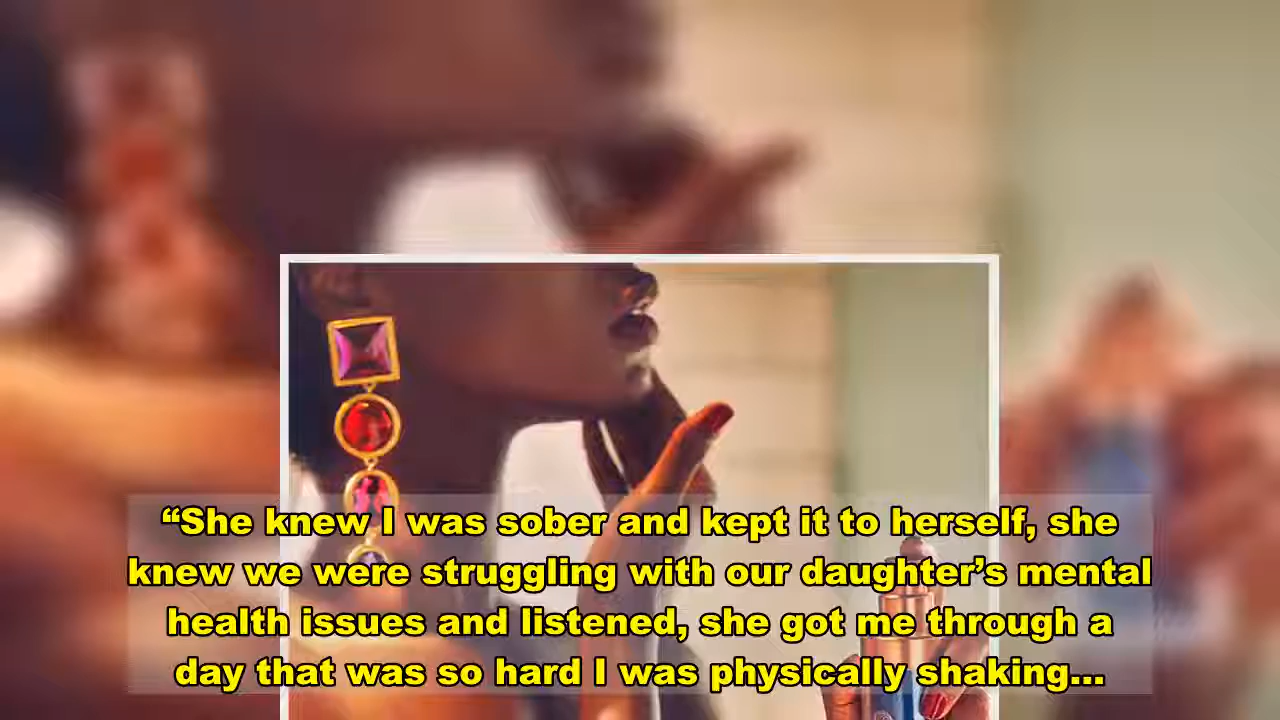 “She knew I was sober and kept it to herself, she
knew we were struggling with our daughter’s mental
health issues and listened, she got me through a
day that was so hard I was physically shaking...